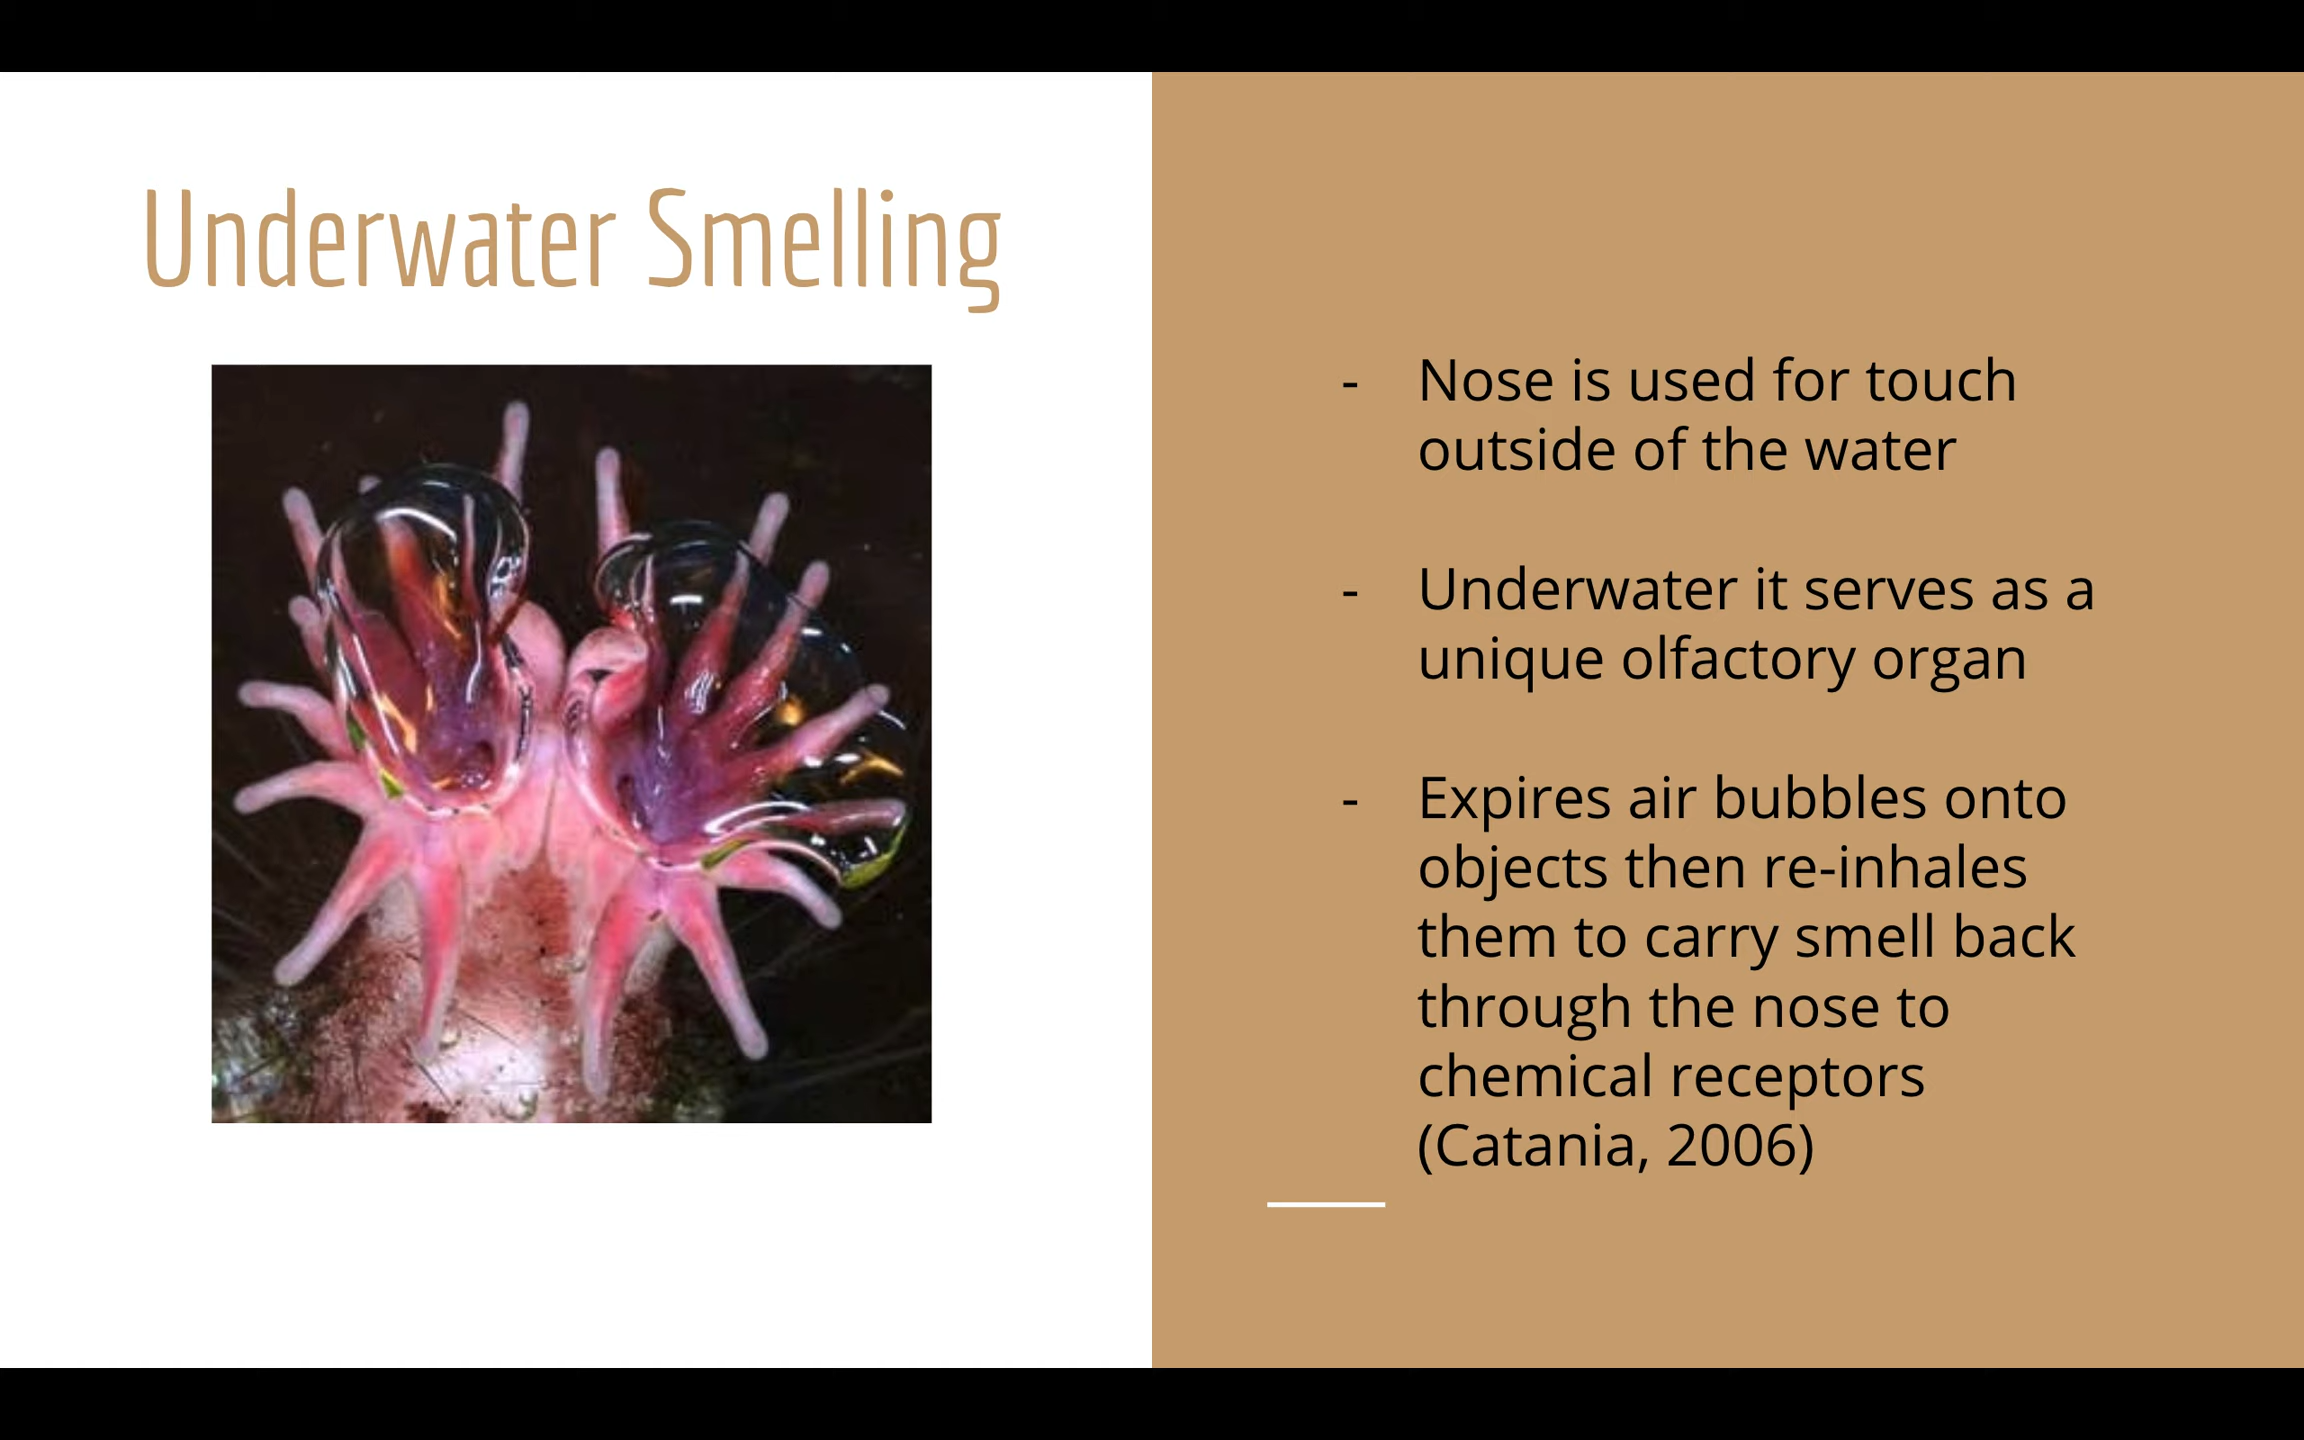 Underwater Smelling
- Nose is used for touch
outside of the water
- Underwater it serves as a
unique olfactory organ
- Expires air bubbles onto
objects then re-inhales
them to carry smell back
through the nose to
chemical receptors
(Catania, 2006)